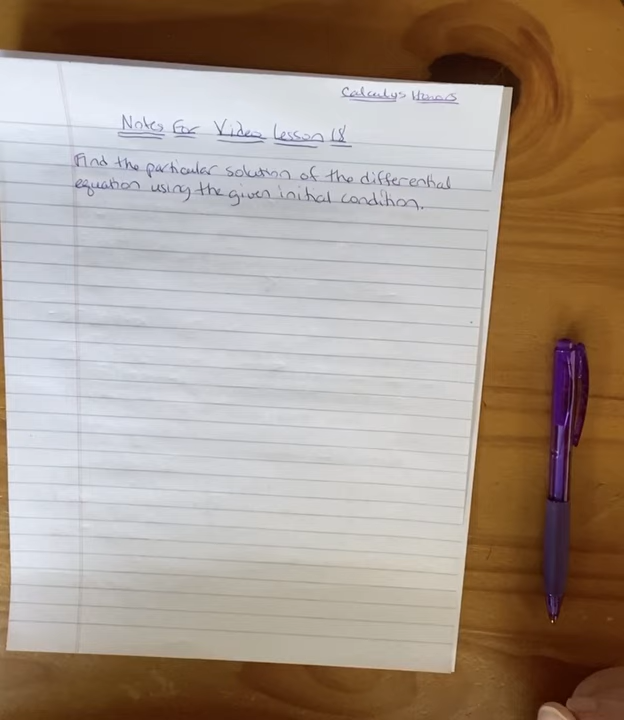 Calculus Honors
Notes For Video Lesson 18
Find the particular solution of the differential
equation using the given initial condition.